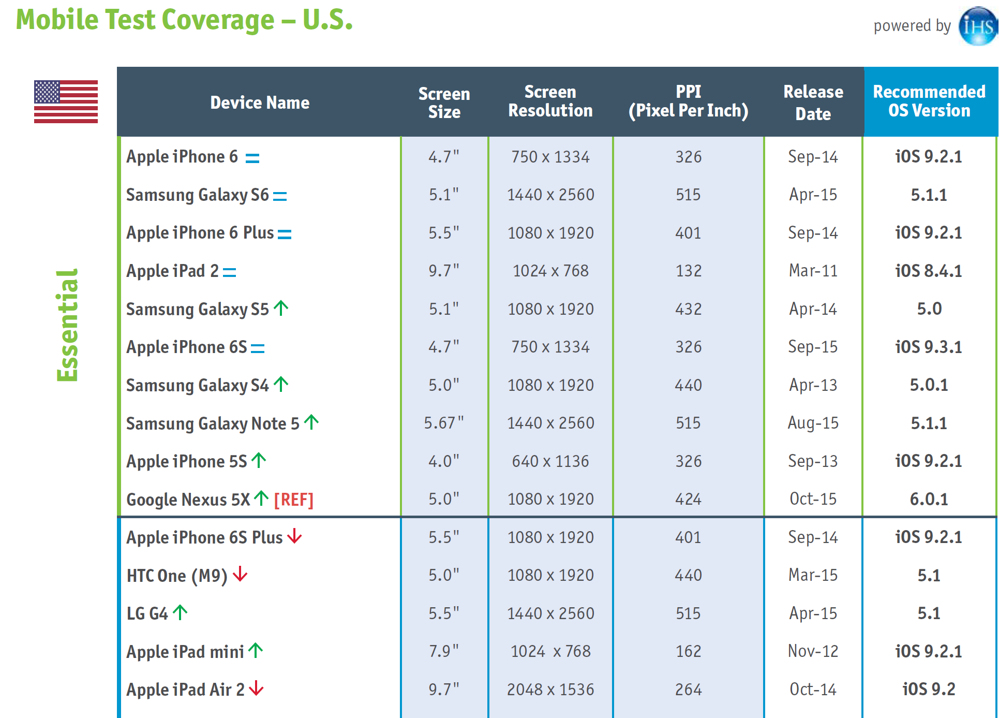 Mobile Test Coverage – U.S.
powered by iHS
Device Name Screen Size Screen Resolution PPI (Pixel Per Inch) Release Date Recommended OS Version
Essential
Apple iPhone 6 = 4.7" 750 x 1334 326 Sep-14 iOS 9.2.1
Samsung Galaxy S6 = 5.1" 1440 x 2560 515 Apr-15 5.1.1
Apple iPhone 6 Plus = 5.5" 1080 x 1920 401 Sep-14 iOS 9.2.1
Apple iPad 2 = 9.7" 1024 x 768 132 Mar-11 iOS 8.4.1
Samsung Galaxy S5 ↑ 5.1" 1080 x 1920 432 Apr-14 5.0
Apple iPhone 6S = 4.7" 750 x 1334 326 Sep-15 iOS 9.3.1
Samsung Galaxy S4 ↑ 5.0" 1080 x 1920 440 Apr-13 5.0.1
Samsung Galaxy Note 5 ↑ 5.67" 1440 x 2560 515 Aug-15 5.1.1
Apple iPhone 5S ↑ 4.0" 640 x 1136 326 Sep-13 iOS 9.2.1
Google Nexus 5X ↑ [REF] 5.0" 1080 x 1920 424 Oct-15 6.0.1
Apple iPhone 6S Plus ↓ 5.5" 1080 x 1920 401 Sep-14 iOS 9.2.1
HTC One (M9) ↓ 5.0" 1080 x 1920 440 Mar-15 5.1
LG G4 ↑ 5.5" 1440 x 2560 515 Apr-15 5.1
Apple iPad mini ↑ 7.9" 1024 x 768 162 Nov-12 iOS 9.2.1
Apple iPad Air 2 ↓ 9.7" 2048 x 1536 264 Oct-14 iOS 9.2